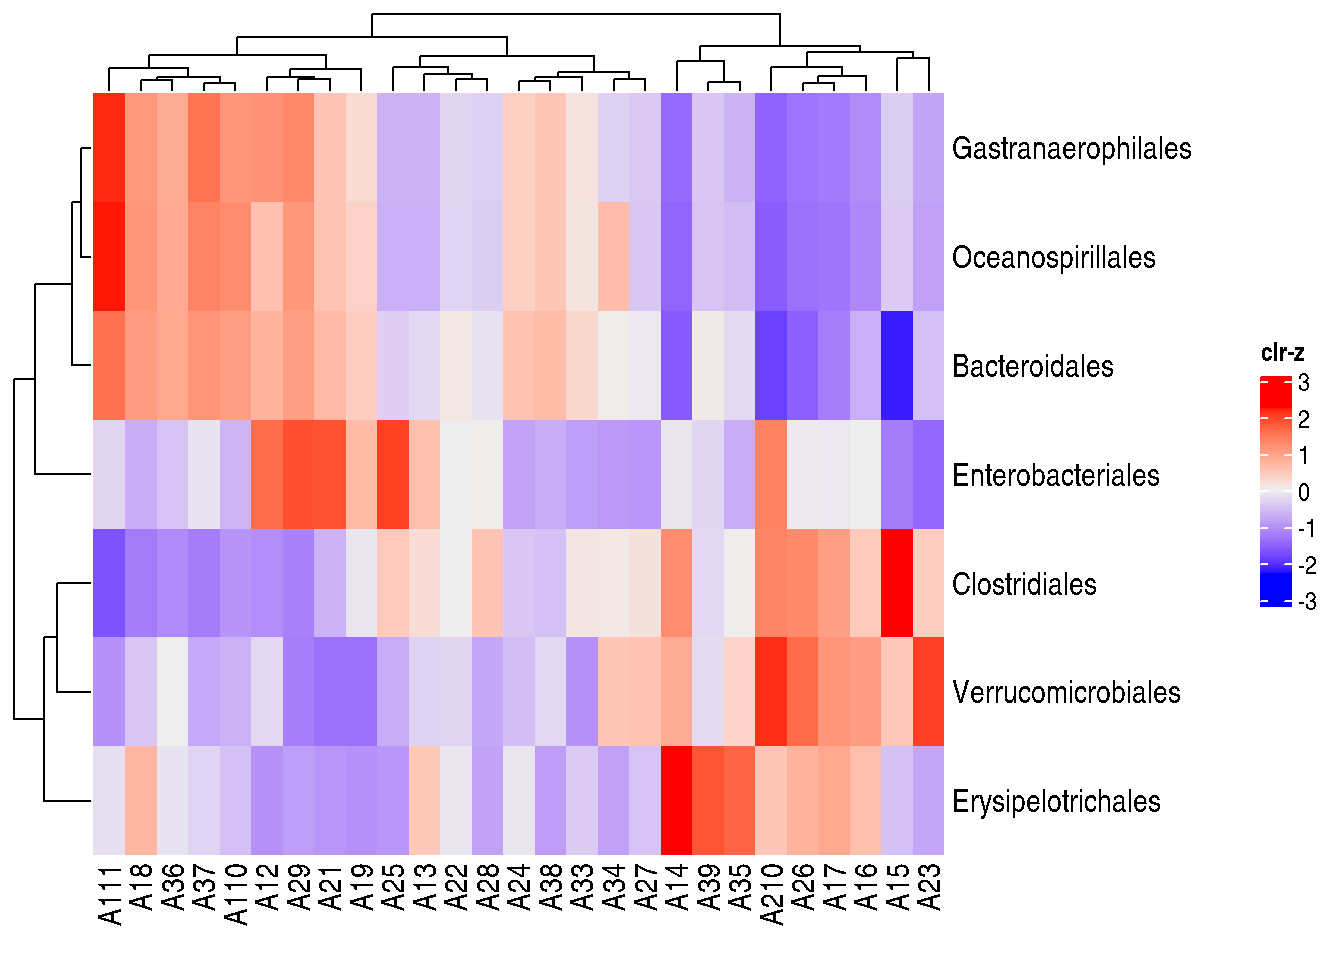 Gastranaerophilales
Oceanospirillales
Bacteroidales
Enterobacteriales
Clostridiales
Verrucomicrobiales
Erysipelotrichales
clr-z
3
2
1
0
-1
-2
-3
A111 A18 A36 A37 A110 A12 A29 A21 A19 A25 A13 A22 A28 A24 A38 A33 A34 A27 A14 A39 A35 A210 A26 A17 A16 A15 A23